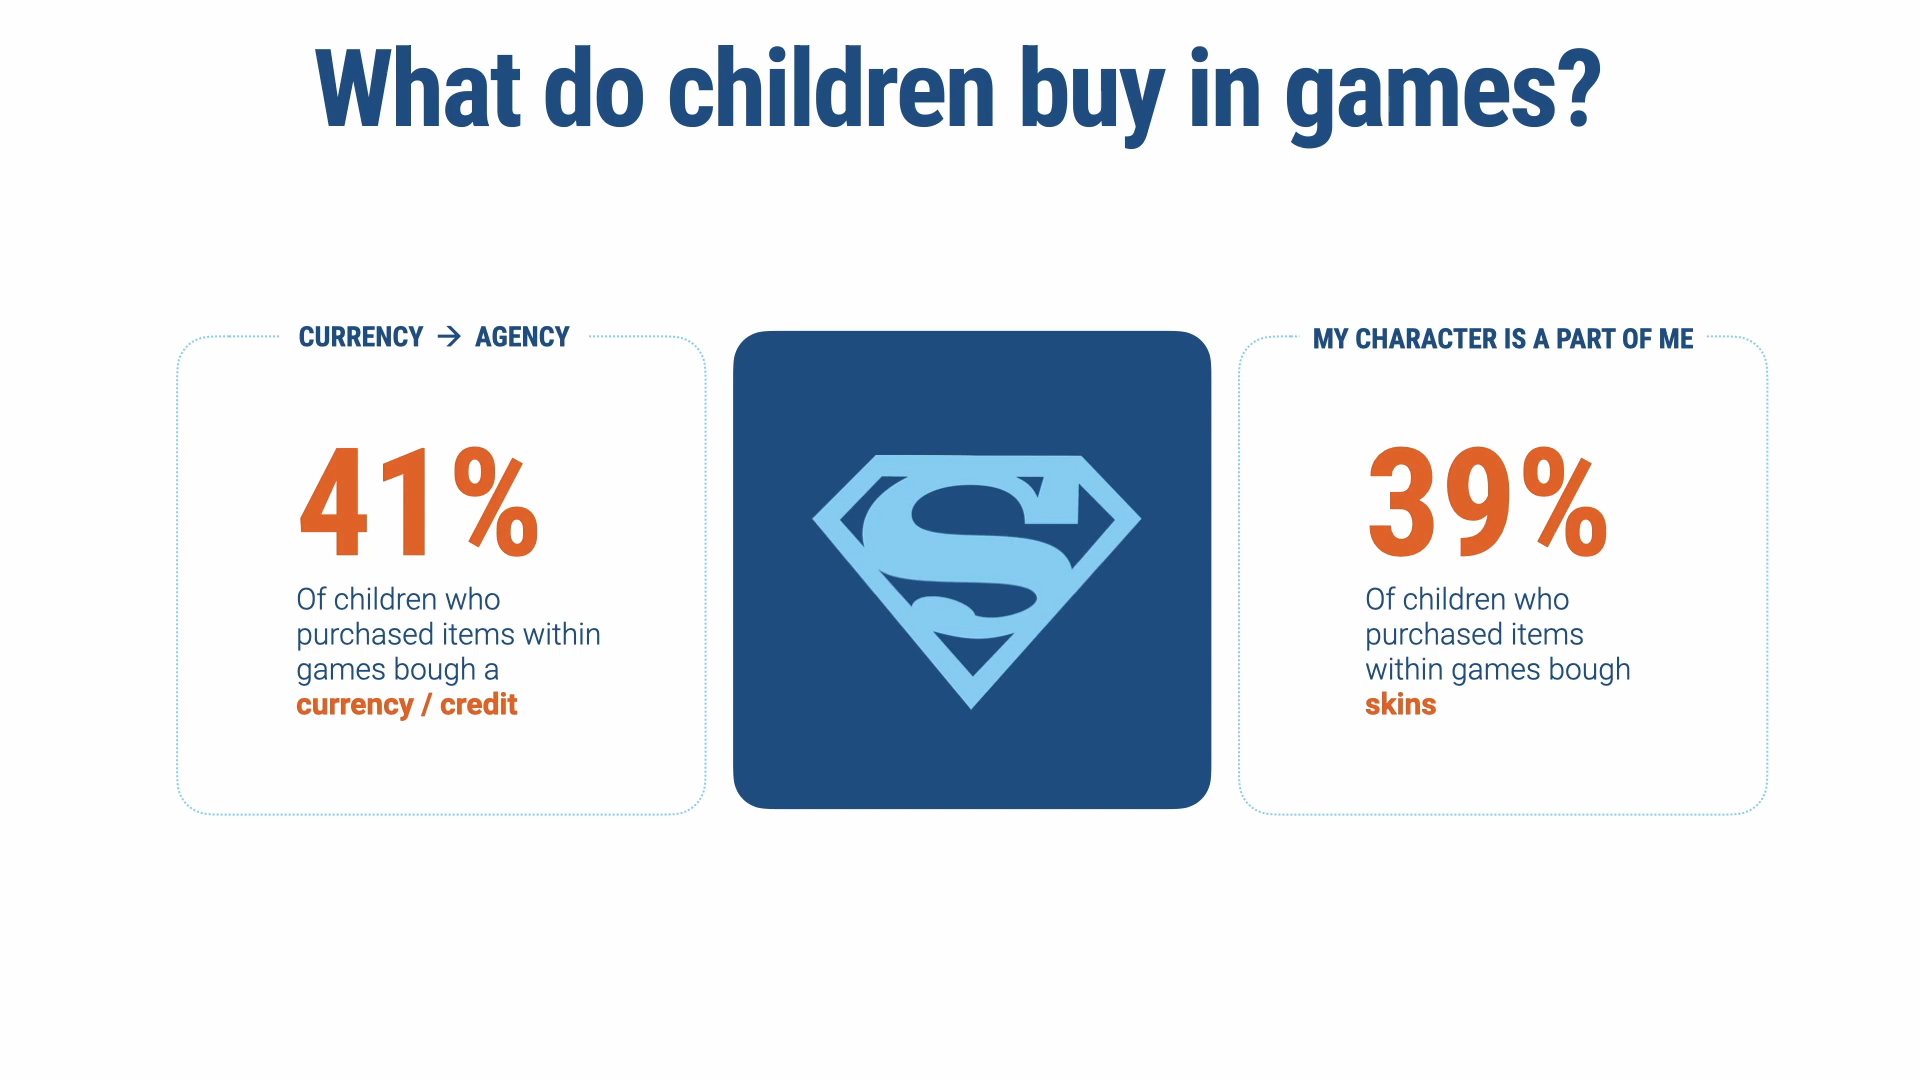 What do children buy in games?
CURRENCY → AGENCY
41%
Of children who
purchased items within
games bough a
currency / credit
S
MY CHARACTER IS A PART OF ME
39%
Of children who
purchased items
within games bough
skins